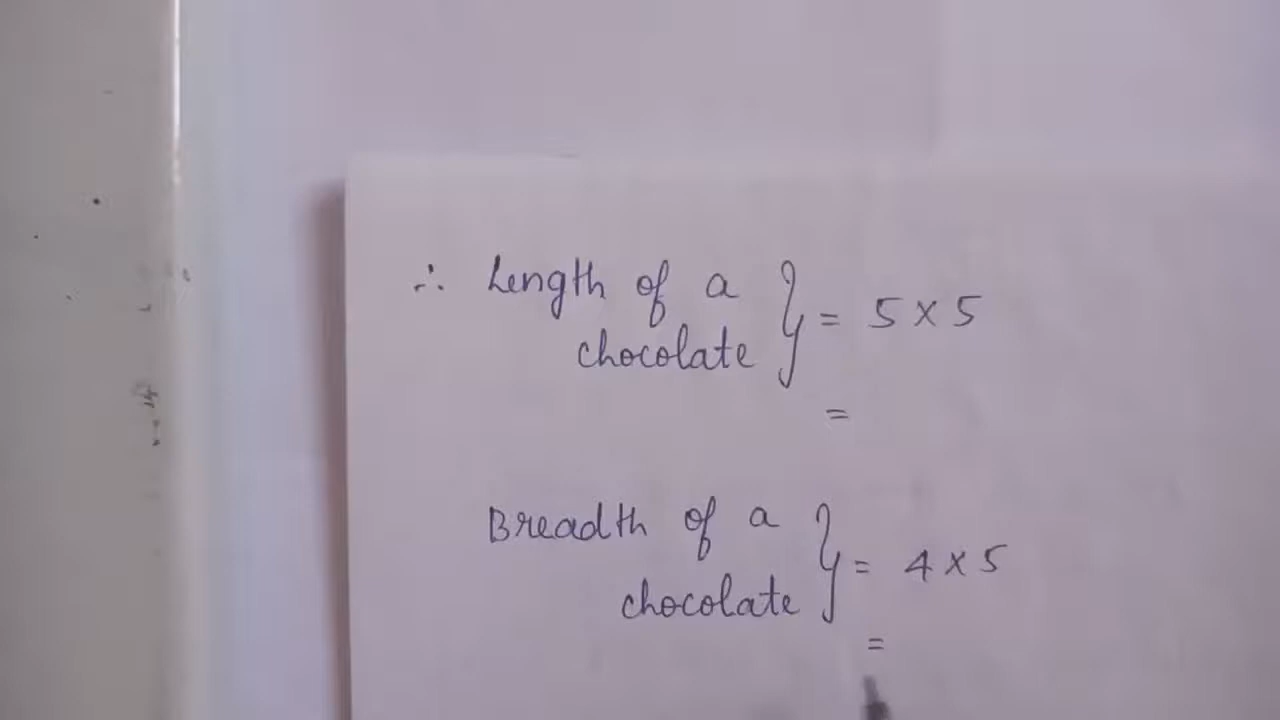 ∴ Length of a
chocolate } = 5 × 5
=
Breadth of a
chocolate } = 4 × 5
=